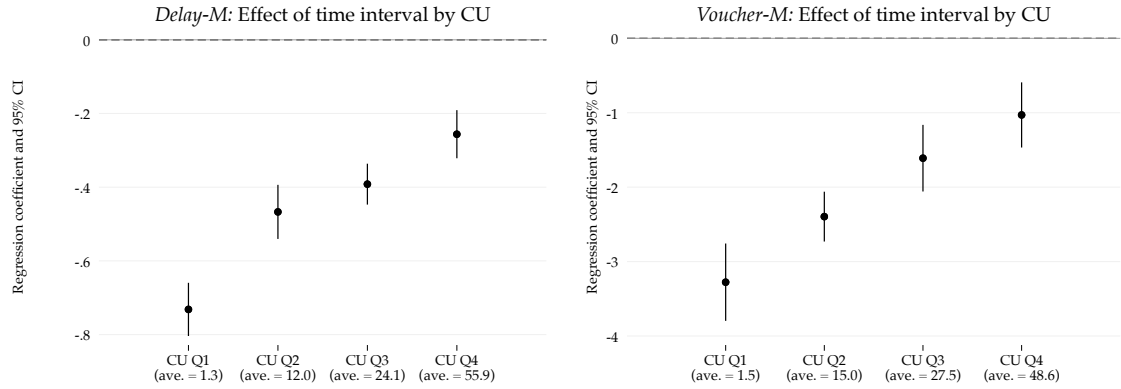 Delay-M: Effect of time interval by CU
Regression coefficient and 95% CI
0
-.2
-.4
-.6
-.8
CU Q1
(ave. = 1.3)
CU Q2
(ave. = 12.0)
CU Q3
(ave. = 24.1)
CU Q4
(ave. = 55.9)
Voucher-M: Effect of time interval by CU
Regression coefficient and 95% CI
0
-1
-2
-3
-4
CU Q1
(ave. = 1.5)
CU Q2
(ave. = 15.0)
CU Q3
(ave. = 27.5)
CU Q4
(ave. = 48.6)